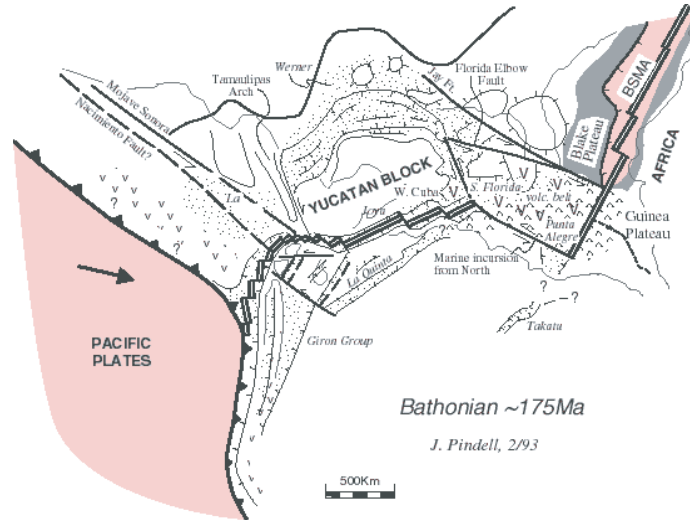 Werner
Tamaulipas
Arch
Jay Ft.
Florida Elbow
Fault
BSMA
Blake
Plateau
AFRICA
Mojave Sonora
Nacimiento Fault?
La
?
YUCATAN BLOCK
W. Cuba
S. Florida
volc. belt
Punta
Alegre
Guinea
Plateau
?
Joyu
Marine incursion
from North
La Quinta
?
?
?
Takatu
Giron Group
PACIFIC
PLATES
Bathonian ~175Ma
J. Pindell, 2/93
500Km